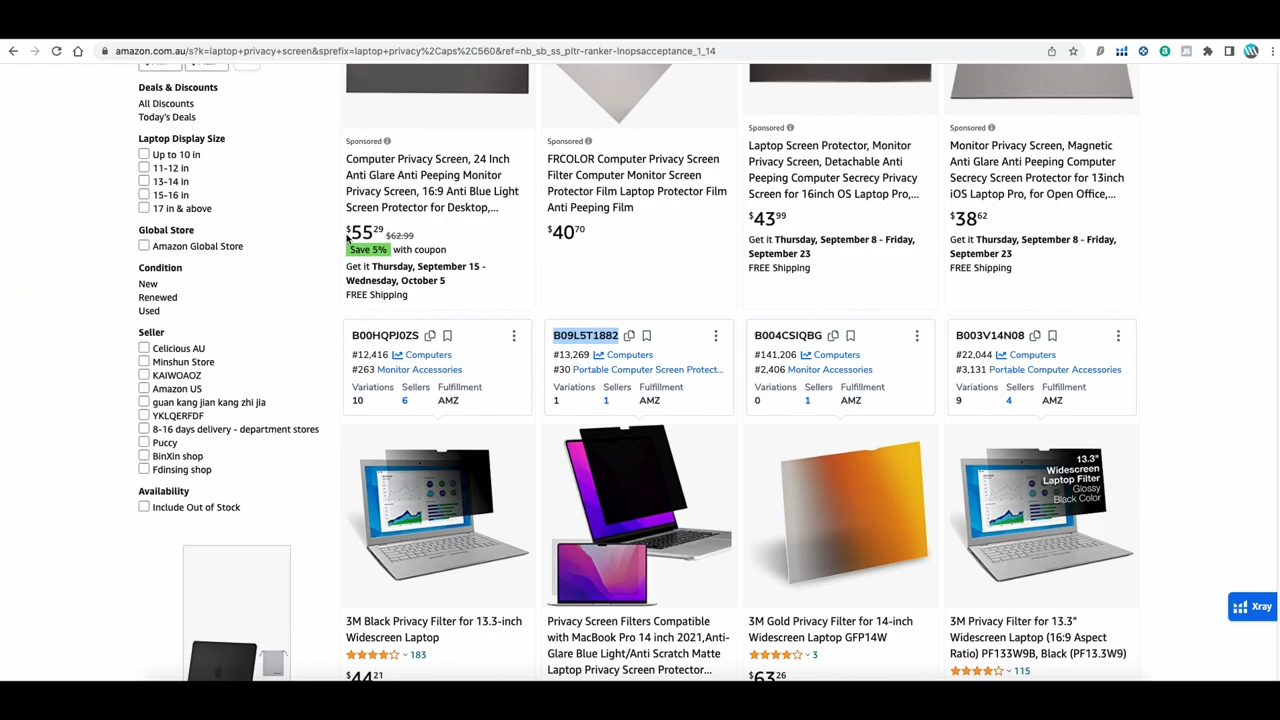 amazon.com.au/s?k=laptop+privacy+screen&sprefix=laptop+privacy%2Caps%2C560&ref=nb_sb_ss_pltr-ranker-lnopsacceptance_1_14
Deals & Discounts
All Discounts
Today's Deals
Laptop Display Size
Up to 10 in
11-12 in
13-14 in
15-16 in
17 in & above
Global Store
Amazon Global Store
Condition
New
Renewed
Used
Seller
Celicious AU
Minshun Store
KAIWOAOZ
Amazon US
guan kang jian kang zhi jia
YKLQERFDF
8-16 days delivery - department stores
Puccy
BinXin shop
Fdinsing shop
Availability
Include Out of Stock
Sponsored
Computer Privacy Screen, 24 Inch
Anti Glare Anti Peeping Monitor
Privacy Screen, 16:9 Anti Blue Light
Screen Protector for Desktop,...
$55 29 $62.99
Save 5% with coupon
Get it Thursday, September 15 -
Wednesday, October 5
FREE Shipping
Sponsored
FRCOLOR Computer Privacy Screen
Filter Computer Monitor Screen
Protector Film Laptop Protector Film
Anti Peeping Film
$40 70
Sponsored
Laptop Screen Protector, Monitor
Privacy Screen, Detachable Anti
Peeping Computer Secrecy Privacy
Screen for 16inch OS Laptop Pro,...
$43 99
Get it Thursday, September 8 - Friday,
September 23
FREE Shipping
Sponsored
Monitor Privacy Screen, Magnetic
Anti Glare Anti Peeping Computer
Secrecy Screen Protector for 13inch
iOS Laptop Pro, for Open Office,...
$38 62
Get it Thursday, September 8 - Friday,
September 23
FREE Shipping
B00HQPJ0ZS
#12,416 Computers
#263 Monitor Accessories
Variations Sellers Fulfillment
10 6 AMZ
3M Black Privacy Filter for 13.3-inch
Widescreen Laptop
183
$44 21
B09L5T1882
#13,269 Computers
#30 Portable Computer Screen Protect...
Variations Sellers Fulfillment
1 1 AMZ
Privacy Screen Filters Compatible
with MacBook Pro 14 inch 2021,Anti-
Glare Blue Light/Anti Scratch Matte
Laptop Privacy Screen Protector...
B004CSIQBG
#141,206 Computers
#2,406 Monitor Accessories
Variations Sellers Fulfillment
0 1 AMZ
3M Gold Privacy Filter for 14-inch
Widescreen Laptop GFP14W
3
$63 26
B003V14N08
#22,044 Computers
#3,131 Portable Computer Accessories
Variations Sellers Fulfillment
9 4 AMZ
13.3"
Widescreen
Laptop Filter
Glossy
Black Color
3M Privacy Filter for 13.3"
Widescreen Laptop (16:9 Aspect
Ratio) PF133W9B, Black (PF13.3W9)
115
Xray